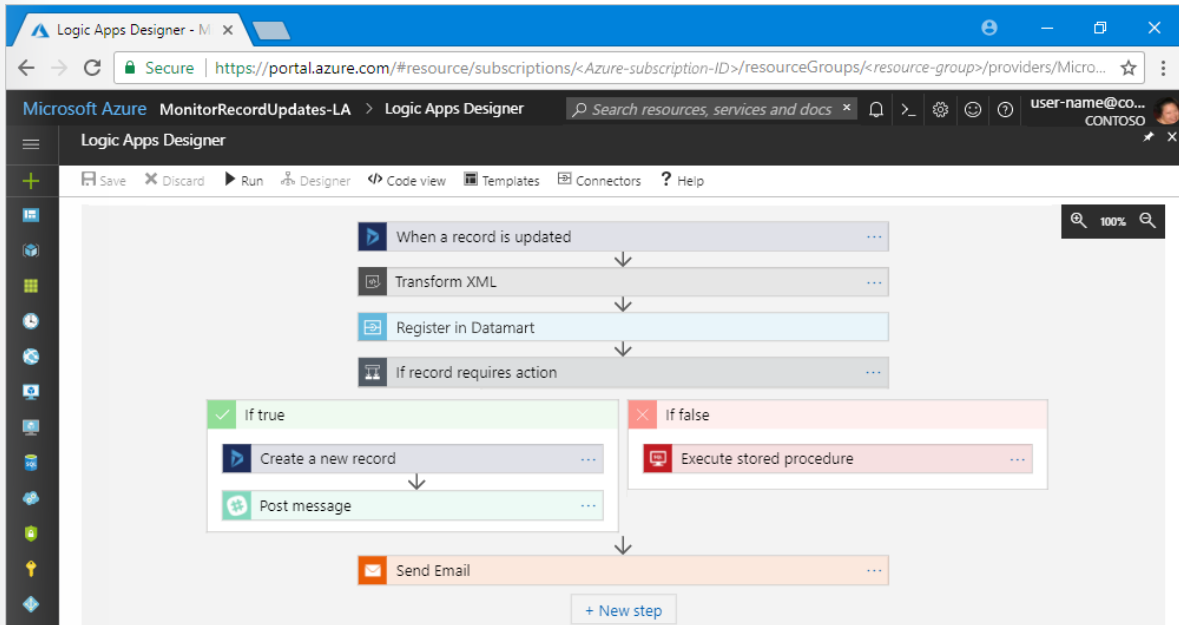 Logic Apps Designer - M
Secure | https://portal.azure.com/#resource/subscriptions/<Azure-subscription-ID>/resourceGroups/<resource-group>/providers/Micro...
Microsoft Azure MonitorRecordUpdates-LA > Logic Apps Designer Search resources, services and docs × user-name@co...
CONTOSO
Logic Apps Designer
Save Discard Run Designer Code view Templates Connectors ? Help
100%
When a record is updated ...
Transform XML ...
Register in Datamart
If record requires action ...
If true If false
Create a new record ... Execute stored procedure ...
Post message ...
Send Email ...
+ New step